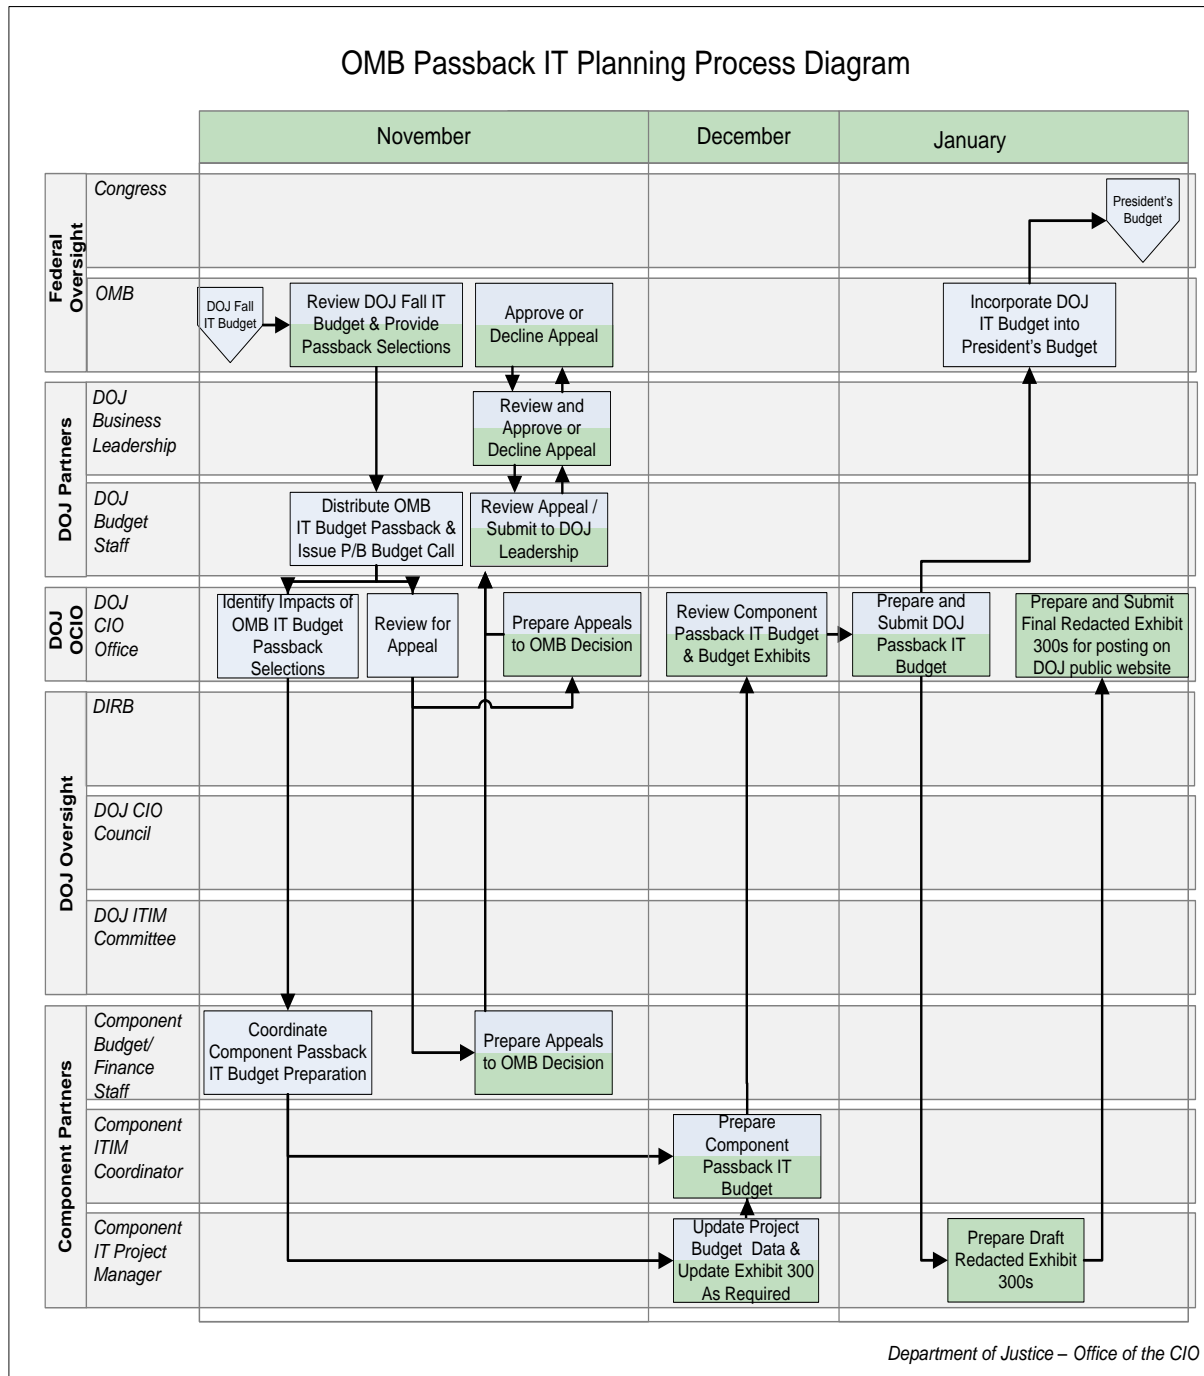 OMB Passback IT Planning Process Diagram
November
December
January
Federal
Oversight
Congress
President's
Budget
OMB
DOJ Fall
IT Budget
Review DOJ Fall IT
Budget & Provide
Passback Selections
Approve or
Decline Appeal
Incorporate DOJ
IT Budget into
President's Budget
DOJ Partners
DOJ
Business
Leadership
Review and
Approve or
Decline Appeal
DOJ
Budget
Staff
Distribute OMB
IT Budget Passback &
Issue P/B Budget Call
Review Appeal /
Submit to DOJ
Leadership
DOJ
OCIO
DOJ
CIO
Office
Identify Impacts of
OMB IT Budget
Passback
Selections
Review for
Appeal
Prepare Appeals
to OMB Decision
Review Component
Passback IT Budget
& Budget Exhibits
Prepare and
Submit DOJ
Passback IT
Budget
Prepare and Submit
Final Redacted Exhibit
300s for posting on
DOJ public website
DOJ Oversight
DIRB
DOJ CIO
Council
DOJ ITIM
Committee
Component Partners
Component
Budget/
Finance
Staff
Coordinate
Component Passback
IT Budget Preparation
Prepare Appeals
to OMB Decision
Component
ITIM
Coordinator
Prepare
Component
Passback IT
Budget
Component
IT Project
Manager
Update Project
Budget Data &
Update Exhibit 300
As Required
Prepare Draft
Redacted Exhibit
300s
Department of Justice – Office of the CIO